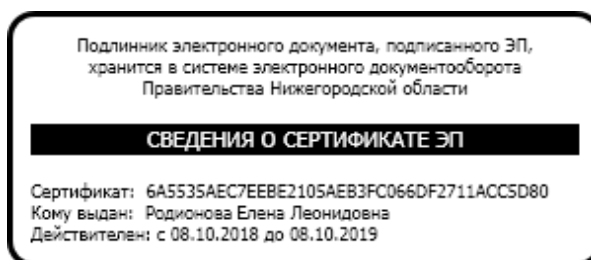 Подлинник электронного документа, подписанного ЭП,
хранится в системе электронного документооборота
Правительства Нижегородской области
СВЕДЕНИЯ О СЕРТИФИКАТЕ ЭП
Сертификат: 6A5535AEC7EEBE2105AEB3FC066DF2711ACC5D80
Кому выдан: Родионова Елена Леонидовна
Действителен: с 08.10.2018 до 08.10.2019